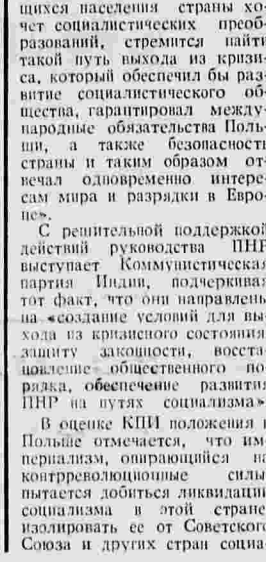 щихся населения страны хо-
чет социалистических преоб-
разований, стремится найти
такой путь выхода из кризи-
са, который обеспечил бы раз-
витие социалистического об-
щества, гарантировал между-
народные обязательства Поль-
ши, а также безопасность
страны и таким образом от-
вечал одновременно интере-
сам мира и разрядки в Евро-
пе».
С решительной поддержкой
действий руководства ПНР
выступает Коммунистическая
партия Индии, подчеркивая
тот факт, что они направлены
на «создание условий для вы-
хода из кризисного состояния,
защиту законности, восста-
новление общественного по-
рядка, обеспечение развития
ПНР на путях социализма»
В оценке КПИ положения в
Польше отмечается, что им-
периализм, опирающийся на
контрреволюционные силы,
пытается добиться ликвидации
социализма в этой стране,
изолировать ее от Советского
Союза и других стран социа-